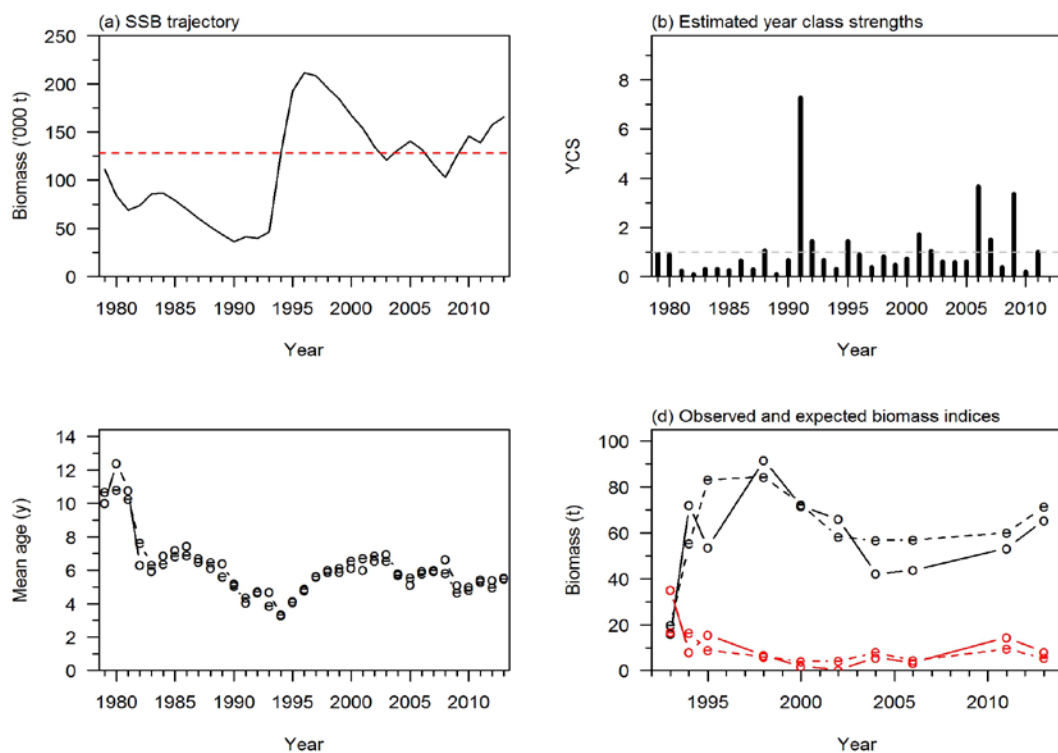 (a) SSB trajectory
Biomass ('000 t)
250
200
150
100
50
0
1980 1985 1990 1995 2000 2005 2010
Year
(b) Estimated year class strengths
YCS
8
6
4
2
0
1980 1985 1990 1995 2000 2005 2010
Year
Mean age (y)
14
12
10
8
6
4
2
0
1980 1985 1990 1995 2000 2005 2010
Year
(d) Observed and expected biomass indices
Biomass (t)
100
80
60
40
20
0
1995 2000 2005 2010
Year